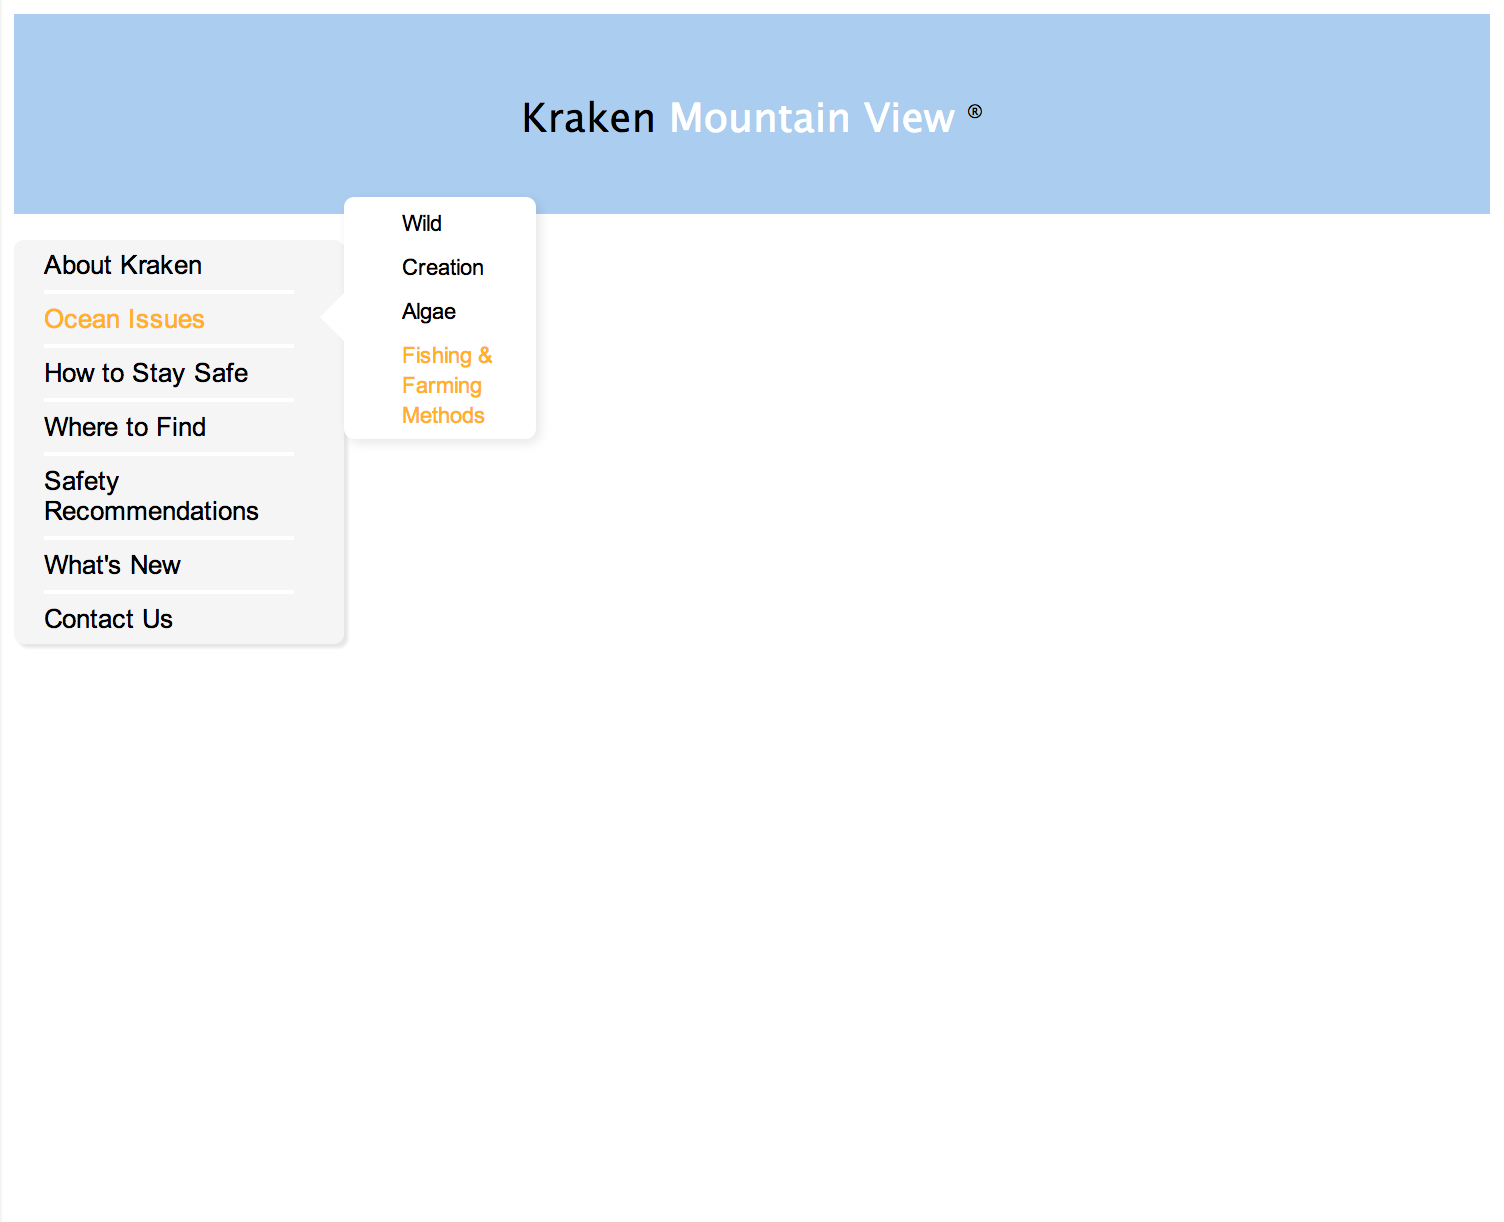 Kraken Mountain View ®
About Kraken
Ocean Issues
How to Stay Safe
Where to Find
Safety
Recommendations
What's New
Contact Us
Wild
Creation
Algae
Fishing &
Farming
Methods